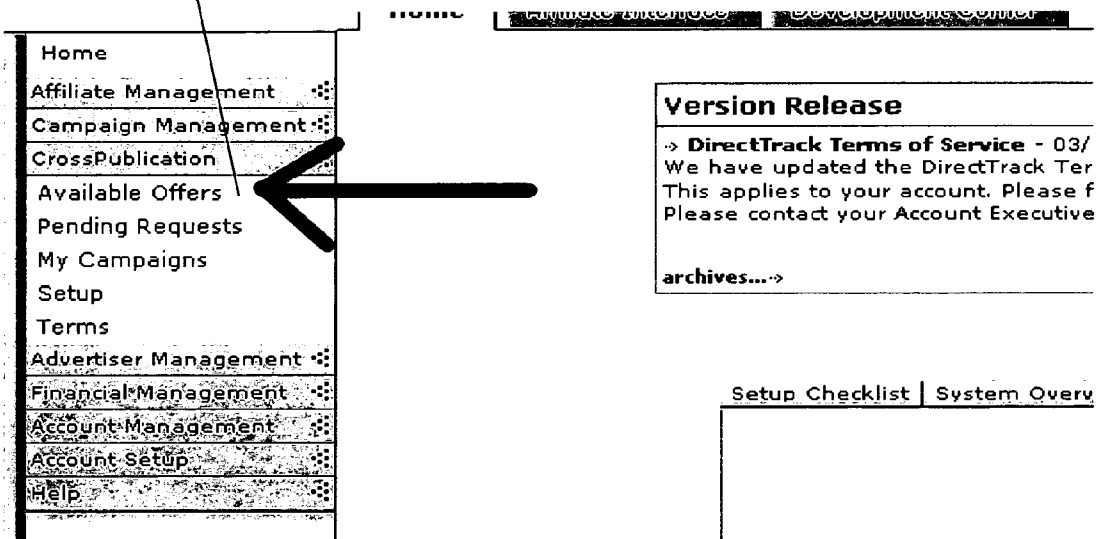 Home
Home
Affiliate Management
Campaign Management
CrossPublication
Available Offers
Pending Requests
My Campaigns
Setup
Terms
Advertiser Management
Financial Management
Account Management
Account Setup
Help
Version Release
DirectTrack Terms of Service - 03/
We have updated the DirectTrack Ter
This applies to your account. Please f
Please contact your Account Executive
archives...
Setup Checklist | System Overv